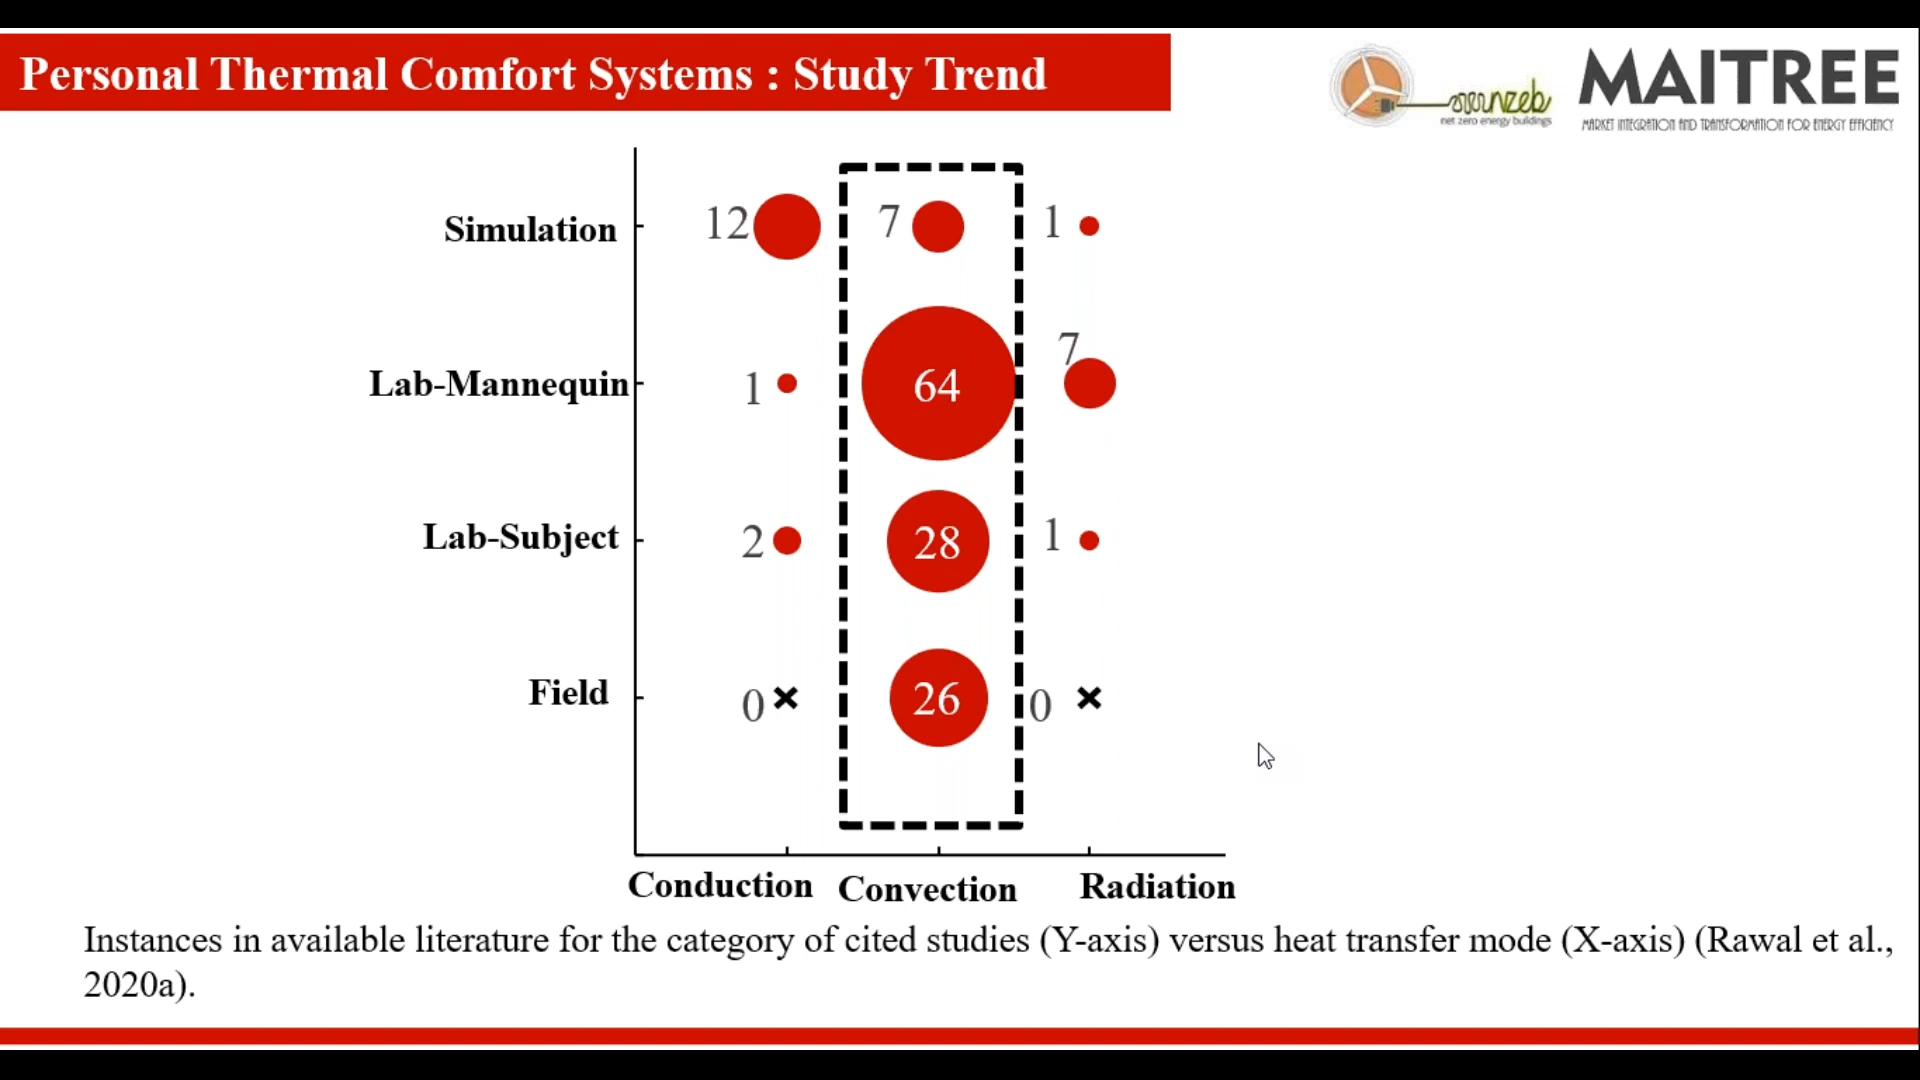 Personal Thermal Comfort Systems : Study Trend
net zero energy buildings
MAITREE
MARKET INTEGRATION AND TRANSFORMATION FOR ENERGY EFFICIENCY
Simulation
12
7
1
Lab-Mannequin
1
64
7
Lab-Subject
2
28
1
Field
0
26
0
Conduction
Convection
Radiation
Instances in available literature for the category of cited studies (Y-axis) versus heat transfer mode (X-axis) (Rawal et al.,
2020a).